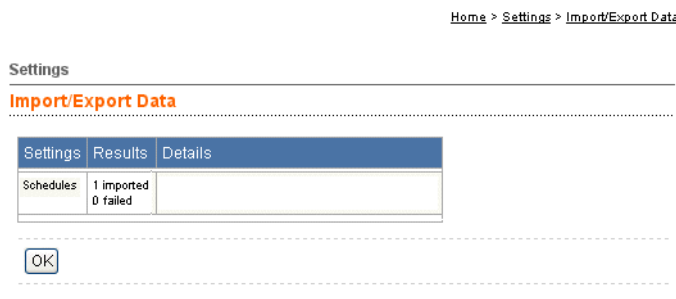 Home > Settings > Import/Export Data
Settings
Import/Export Data
Settings Results Details
Schedules 1 imported
0 failed
OK